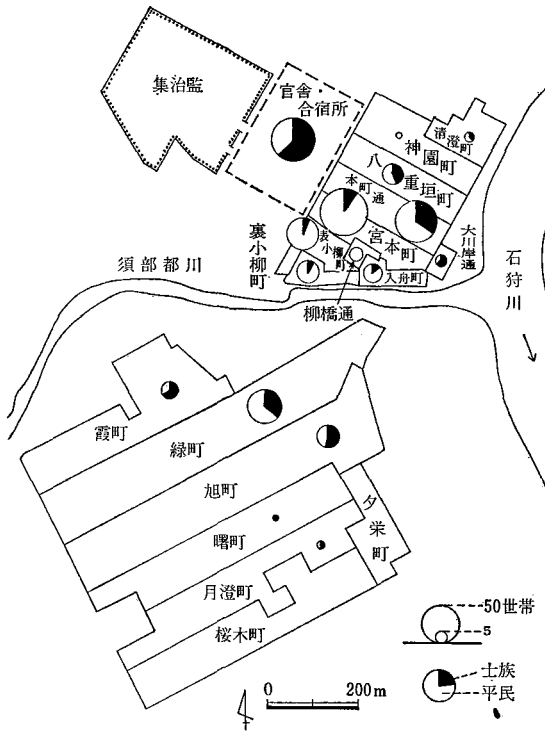 集治監
官舎・合宿所
清澄町
神園町
八重垣町
本町通
宮本町
大川岸通
裏小柳町
表小柳町
入舟町
柳橋通
須部都川
石狩川
霞町
緑町
旭町
曙町
夕栄町
月澄町
桜木町
50世帯
5
士族
平民
0 200m